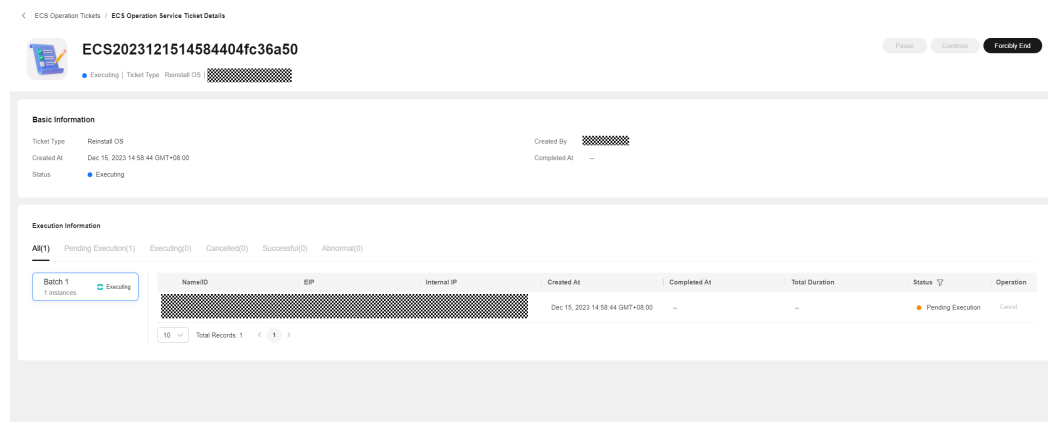 ECS Operation Tickets / ECS Operation Service Ticket Details
ECS2023121514584404fc36a50
Pause Continue Forcibly End
Executing | Ticket Type Reinstall OS |
Basic Information
Ticket Type Reinstall OS Created By
Created At Dec 15, 2023 14:58:44 GMT+08:00 Completed At --
Status Executing
Execution Information
All(1) Pending Execution(1) Executing(0) Cancelled(0) Successful(0) Abnormal(0)
Batch 1
1 instances
Executing
Name/ID EIP Internal IP Created At Completed At Total Duration Status Operation
Dec 15, 2023 14:58:44 GMT+08:00 -- -- Pending Execution Cancel
10 Total Records: 1 < 1 >